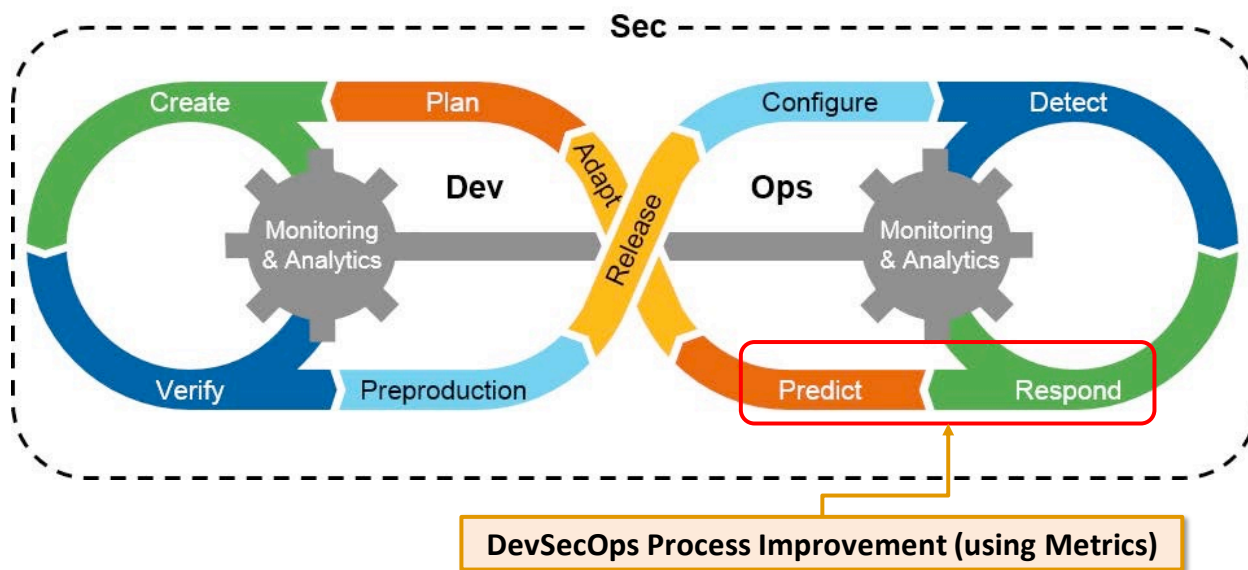 Sec
Create
Plan
Configure
Detect
Adapt
Dev
Release
Ops
Monitoring
& Analytics
Monitoring
& Analytics
Verify
Preproduction
Predict
Respond
DevSecOps Process Improvement (using Metrics)